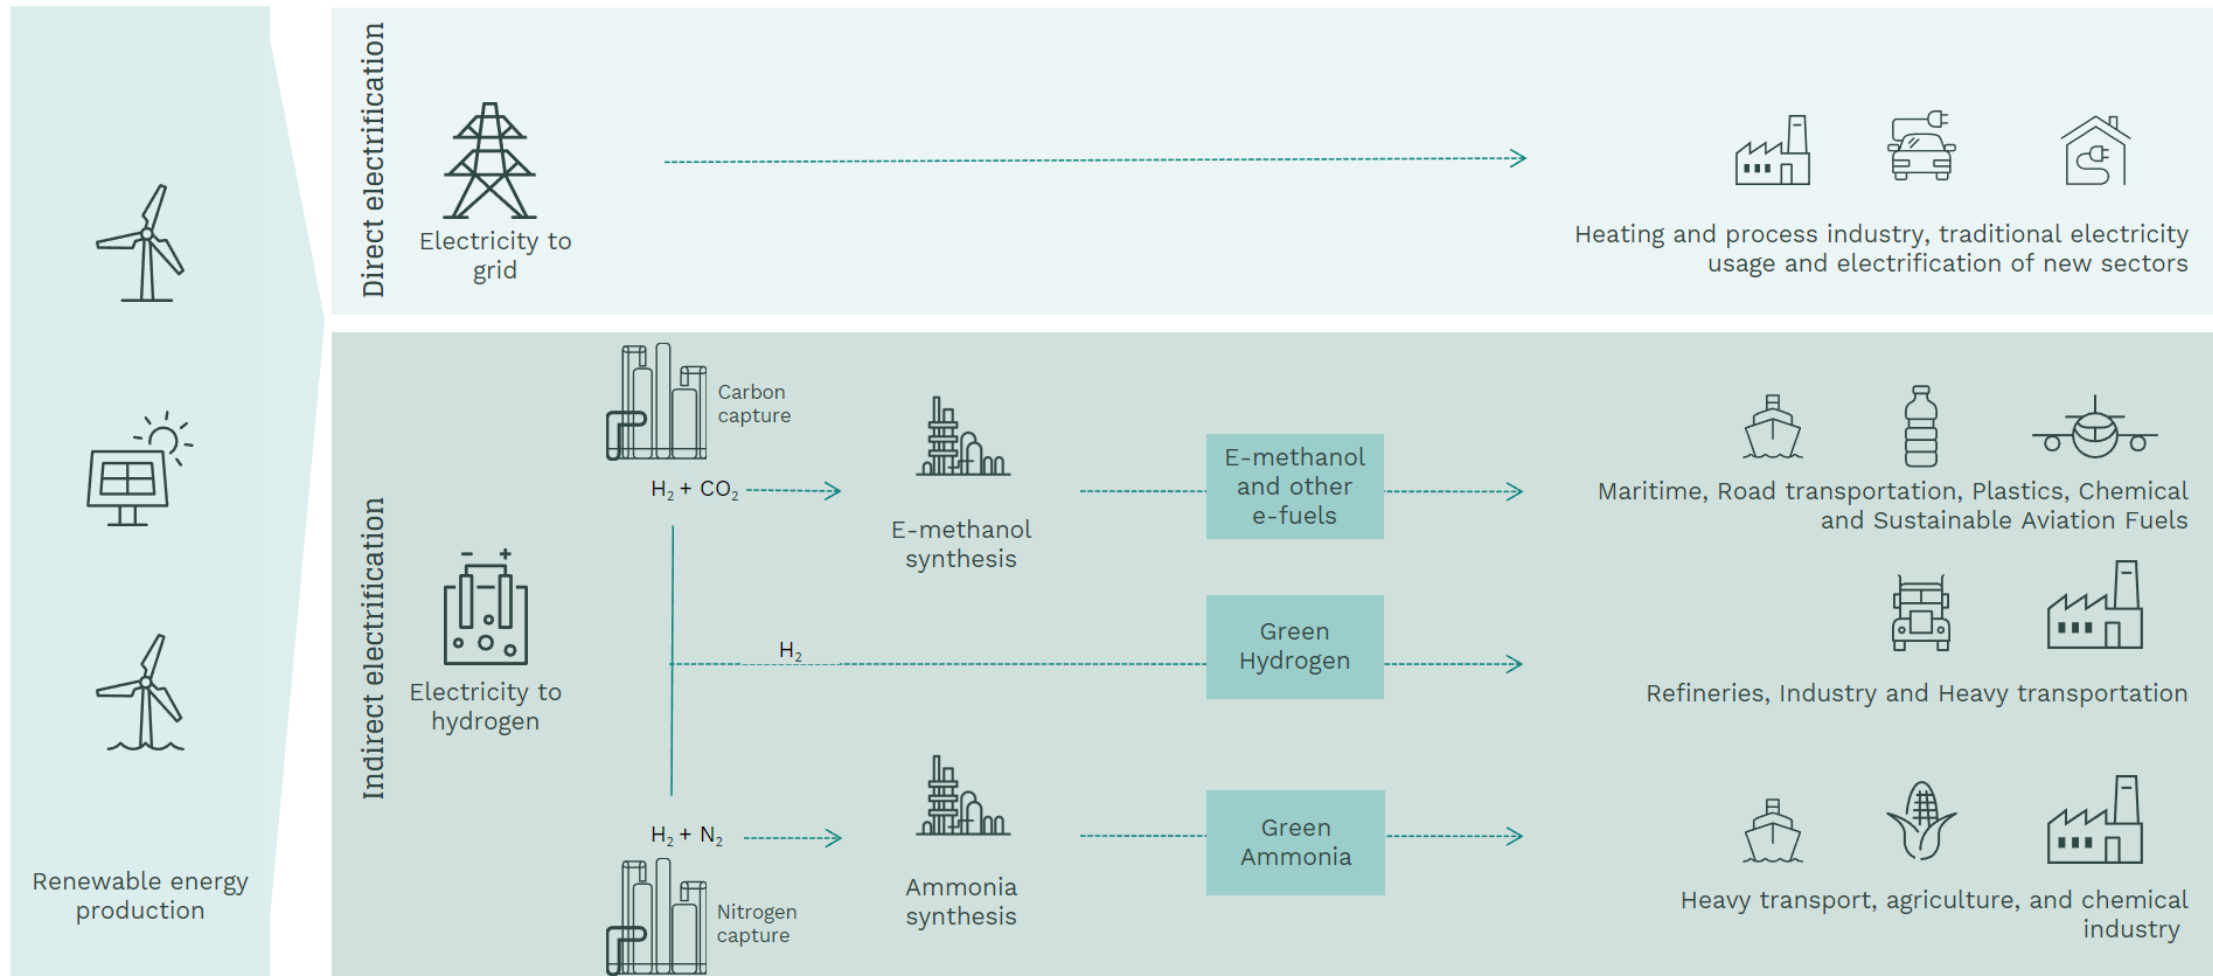 Renewable energy
production
Direct electrification
Electricity to
grid
Heating and process industry, traditional electricity
usage and electrification of new sectors
Indirect electrification
Electricity to
hydrogen
Carbon
capture
H₂ + CO₂
E-methanol
synthesis
E-methanol
and other
e-fuels
Maritime, Road transportation, Plastics, Chemical
and Sustainable Aviation Fuels
- +
H₂
Green
Hydrogen
Refineries, Industry and Heavy transportation
H₂ + N₂
Nitrogen
capture
Ammonia
synthesis
Green
Ammonia
Heavy transport, agriculture, and chemical
industry